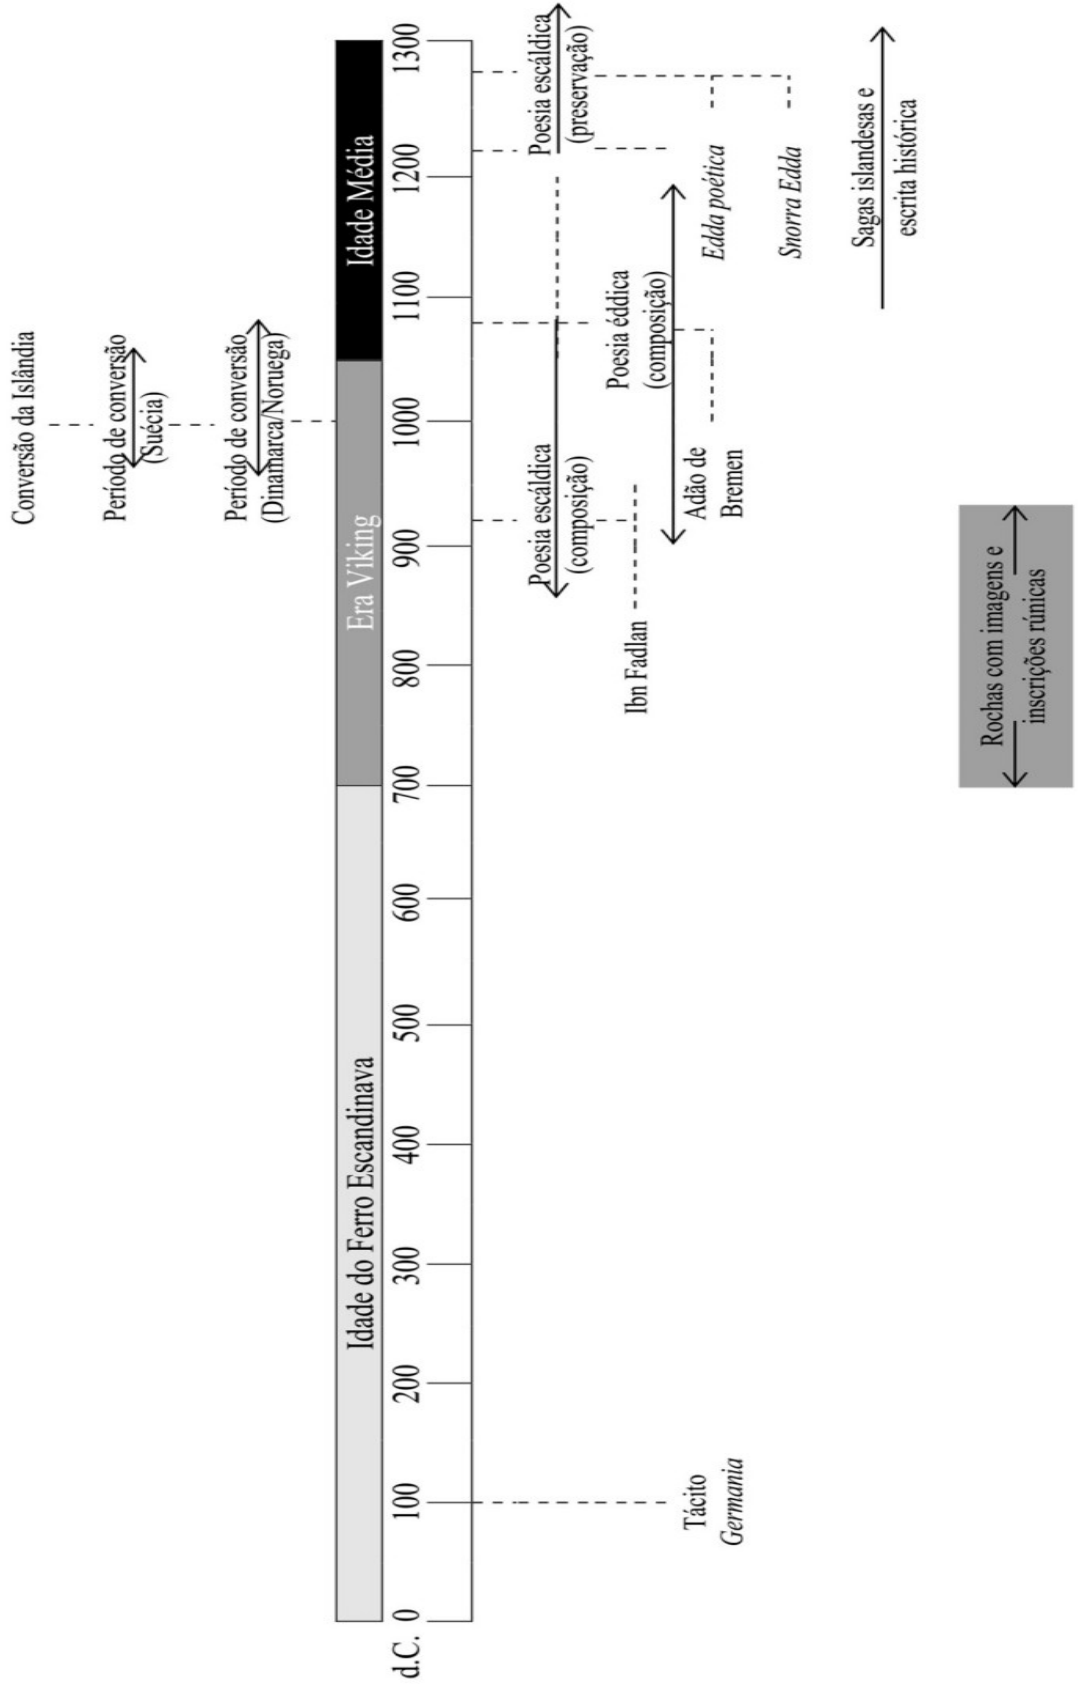 Conversão da Islândia
Período de conversão
(Suécia)
Período de conversão
(Dinamarca/Noruega)
Idade do Ferro Escandinava
Era Viking
Idade Média
d.C.
0
100
200
300
400
500
600
700
800
900
1000
1100
1200
1300
Poesia escáldica
(composição)
Poesia escáldica
(preservação)
Ibn Fadlan
Poesia éddica
(composição)
Tácito
Germania
Adão de
Bremen
Edda poética
Snorra Edda
Sagas islandesas e
escrita histórica
Rochas com imagens e
inscrições rúnicas